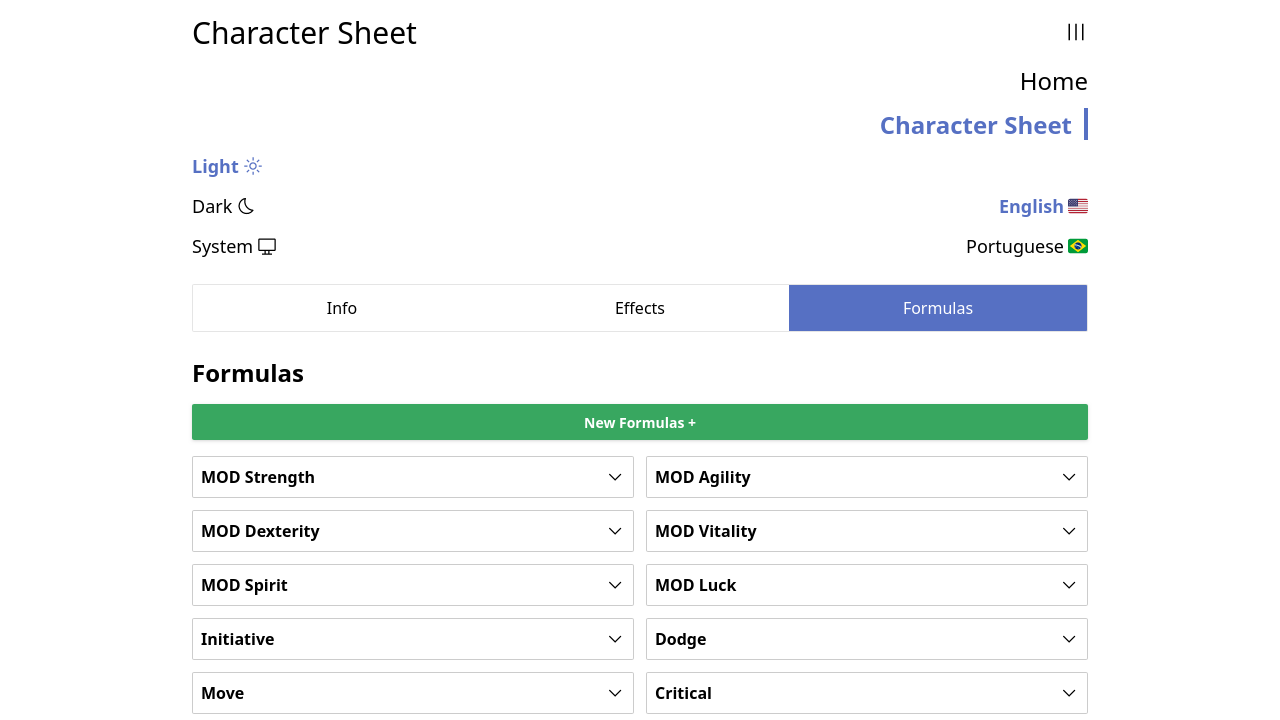 Character Sheet
Home
Character Sheet
Light
Dark
English
System
Portuguese
Info
Effects
Formulas
Formulas
New Formulas +
MOD Strength
MOD Agility
MOD Dexterity
MOD Vitality
MOD Spirit
MOD Luck
Initiative
Dodge
Move
Critical